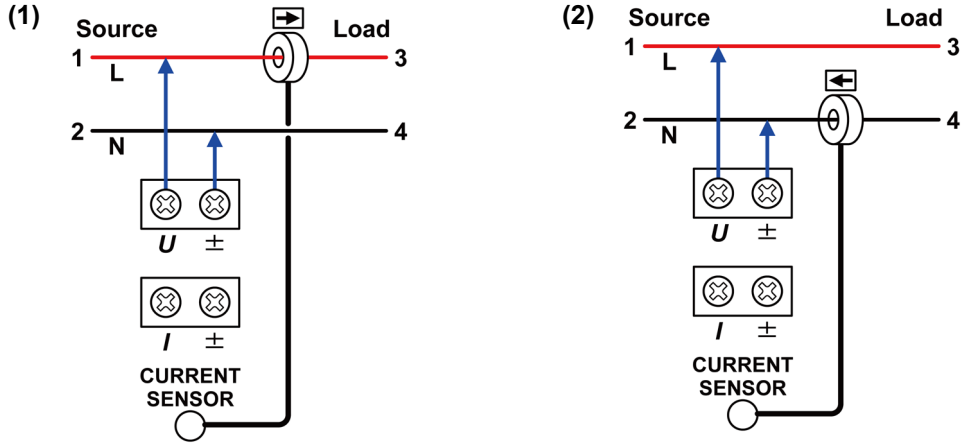 (1)
Source
Load
1
3
L
2
4
N
U ±
I ±
CURRENT
SENSOR
(2)
Source
Load
1
3
L
2
4
N
U ±
I ±
CURRENT
SENSOR